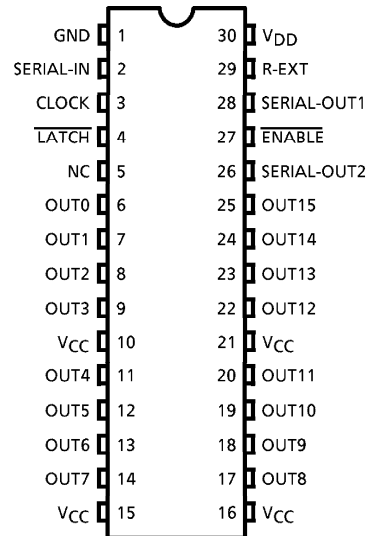 GND 1 30 VDD
SERIAL-IN 2 29 R-EXT
CLOCK 3 28 SERIAL-OUT1
LATCH 4 27 ENABLE
NC 5 26 SERIAL-OUT2
OUT0 6 25 OUT15
OUT1 7 24 OUT14
OUT2 8 23 OUT13
OUT3 9 22 OUT12
VCC 10 21 VCC
OUT4 11 20 OUT11
OUT5 12 19 OUT10
OUT6 13 18 OUT9
OUT7 14 17 OUT8
VCC 15 16 VCC